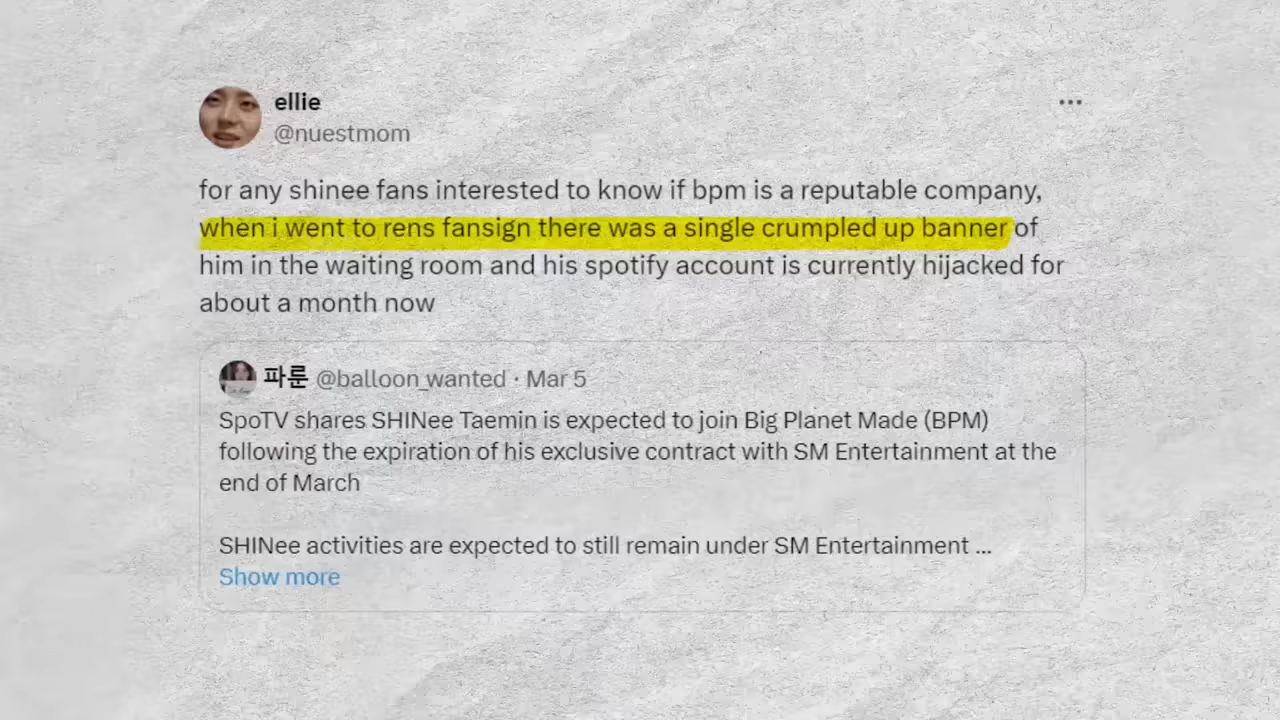 ellie
@nuestmom
for any shinee fans interested to know if bpm is a reputable company,
when i went to rens fansign there was a single crumpled up banner of
him in the waiting room and his spotify account is currently hijacked for
about a month now
파룬 @balloon_wanted · Mar 5
SpoTV shares SHINee Taemin is expected to join Big Planet Made (BPM)
following the expiration of his exclusive contract with SM Entertainment at the
end of March
SHINee activities are expected to still remain under SM Entertainment ...
Show more